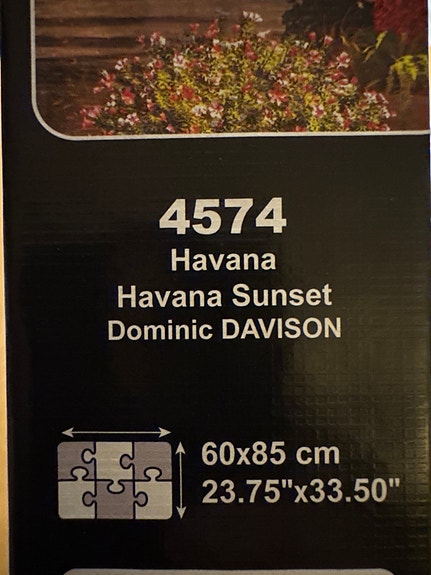 4574
Havana
Havana Sunset
Dominic DAVISON
60x85 cm
23.75"x33.50"